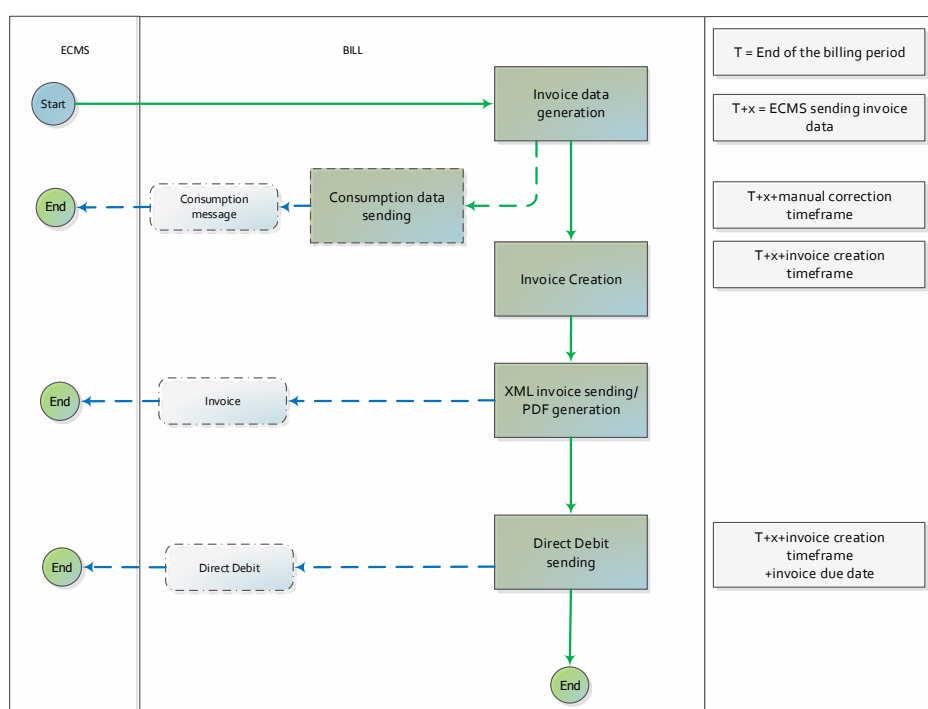 ECMS
BILL
T = End of the billing period
Start
Invoice data
generation
T+x = ECMS sending invoice
data
End
Consumption
message
Consumption data
sending
T+x+manual correction
timeframe
Invoice Creation
T+x+invoice creation
timeframe
End
Invoice
XML invoice sending/
PDF generation
End
Direct Debit
Direct Debit
sending
T+x+invoice creation
timeframe
+invoice due date
End